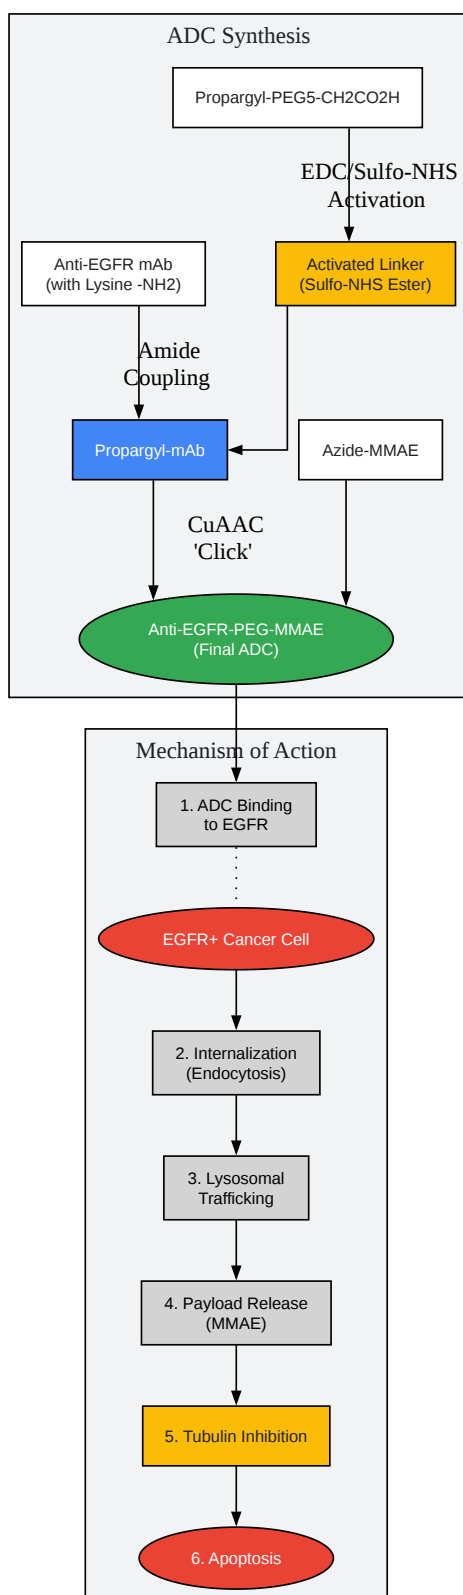 ADC Synthesis
Propargyl-PEG5-CH2CO2H
EDC/Sulfo-NHS
Activation
Anti-EGFR mAb
(with Lysine -NH2)
Activated Linker
(Sulfo-NHS Ester)
Amide
Coupling
Propargyl-mAb
Azide-MMAE
CuAAC
'Click'
Anti-EGFR-PEG-MMAE
(Final ADC)
Mechanism of Action
1. ADC Binding
to EGFR
EGFR+ Cancer Cell
2. Internalization
(Endocytosis)
3. Lysosomal
Trafficking
4. Payload Release
(MMAE)
5. Tubulin Inhibition
6. Apoptosis